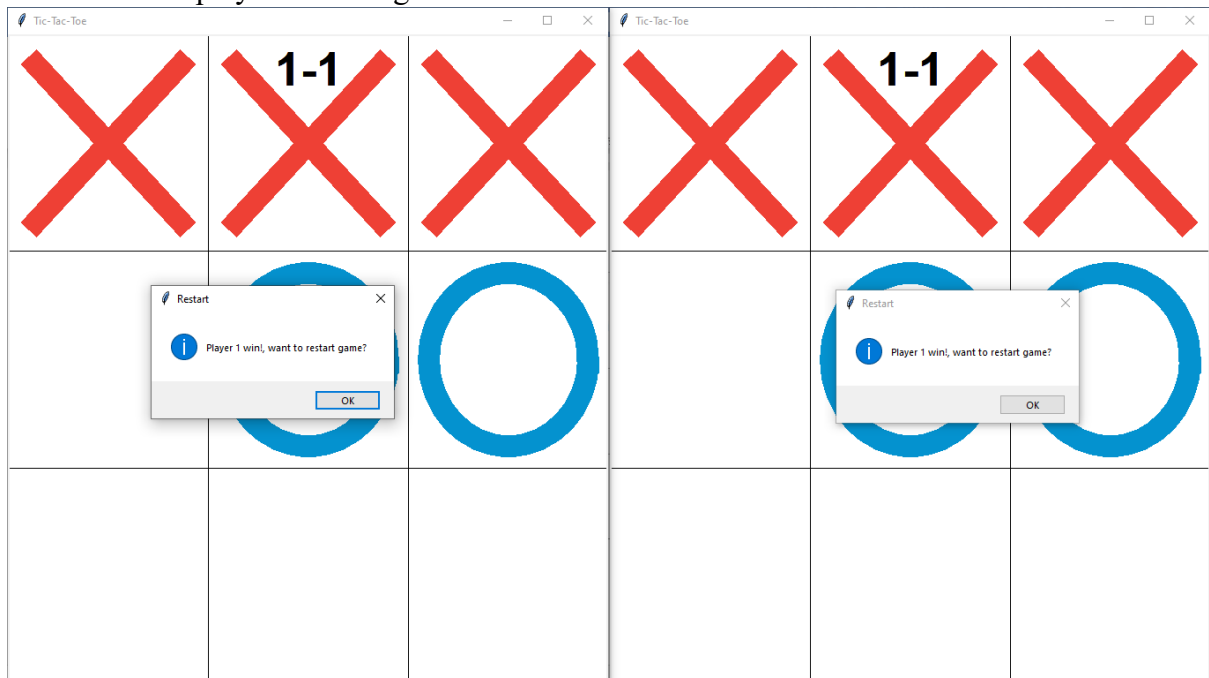 Tic-Tac-Toe
Tic-Tac-Toe
1-1
1-1
Restart
Player 1 win!, want to restart game?
OK
Restart
Player 1 win!, want to restart game?
OK